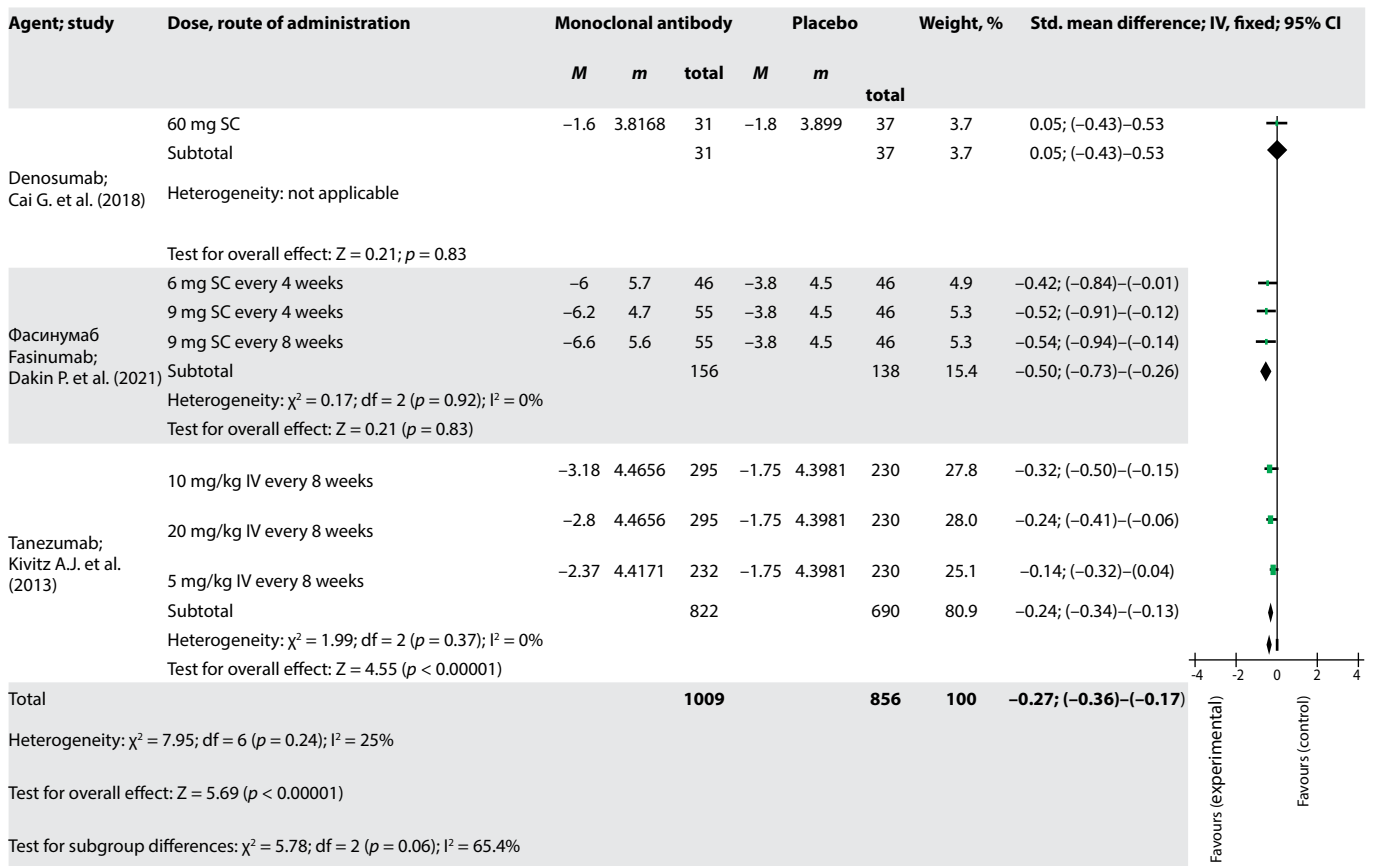 Agent; study Dose, route of administration Monoclonal antibody Placebo Weight, % Std. mean difference; IV, fixed; 95% CI
M m total M m
total
60 mg SC –1.6 3.8168 31 –1.8 3.899 37 3.7 0.05; (–0.43)–0.53
Subtotal 31 37 3.7 0.05; (–0.43)–0.53
Denosumab;
Cai G. et al. (2018)
Heterogeneity: not applicable
Test for overall effect: Z = 0.21; p = 0.83
6 mg SC every 4 weeks –6 5.7 46 –3.8 4.5 46 4.9 –0.42; (–0.84)–(–0.01)
9 mg SC every 4 weeks –6.2 4.7 55 –3.8 4.5 46 5.3 –0.52; (–0.91)–(–0.12)
Фасинумаб
Fasinumab;
Dakin P. et al. (2021)
9 mg SC every 8 weeks –6.6 5.6 55 –3.8 4.5 46 5.3 –0.54; (–0.94)–(–0.14)
Subtotal 156 138 15.4 –0.50; (–0.73)–(–0.26)
Heterogeneity: χ² = 0.17; df = 2 (p = 0.92); I² = 0%
Test for overall effect: Z = 0.21 (p = 0.83)
10 mg/kg IV every 8 weeks –3.18 4.4656 295 –1.75 4.3981 230 27.8 –0.32; (–0.50)–(–0.15)
20 mg/kg IV every 8 weeks –2.8 4.4656 295 –1.75 4.3981 230 28.0 –0.24; (–0.41)–(–0.06)
Tanezumab;
Kivitz A.J. et al.
(2013)
5 mg/kg IV every 8 weeks –2.37 4.4171 232 –1.75 4.3981 230 25.1 –0.14; (–0.32)–(0.04)
Subtotal 822 690 80.9 –0.24; (–0.34)–(–0.13)
Heterogeneity: χ² = 1.99; df = 2 (p = 0.37); I² = 0%
Test for overall effect: Z = 4.55 (p < 0.00001)
-4 -2 0 2 4
Total 1009 856 100 –0.27; (–0.36)–(–0.17)
Heterogeneity: χ² = 7.95; df = 6 (p = 0.24); I² = 25%
Test for overall effect: Z = 5.69 (p < 0.00001)
Test for subgroup differences: χ² = 5.78; df = 2 (p = 0.06); I² = 65.4%
Favours (experimental)
Favours (control)